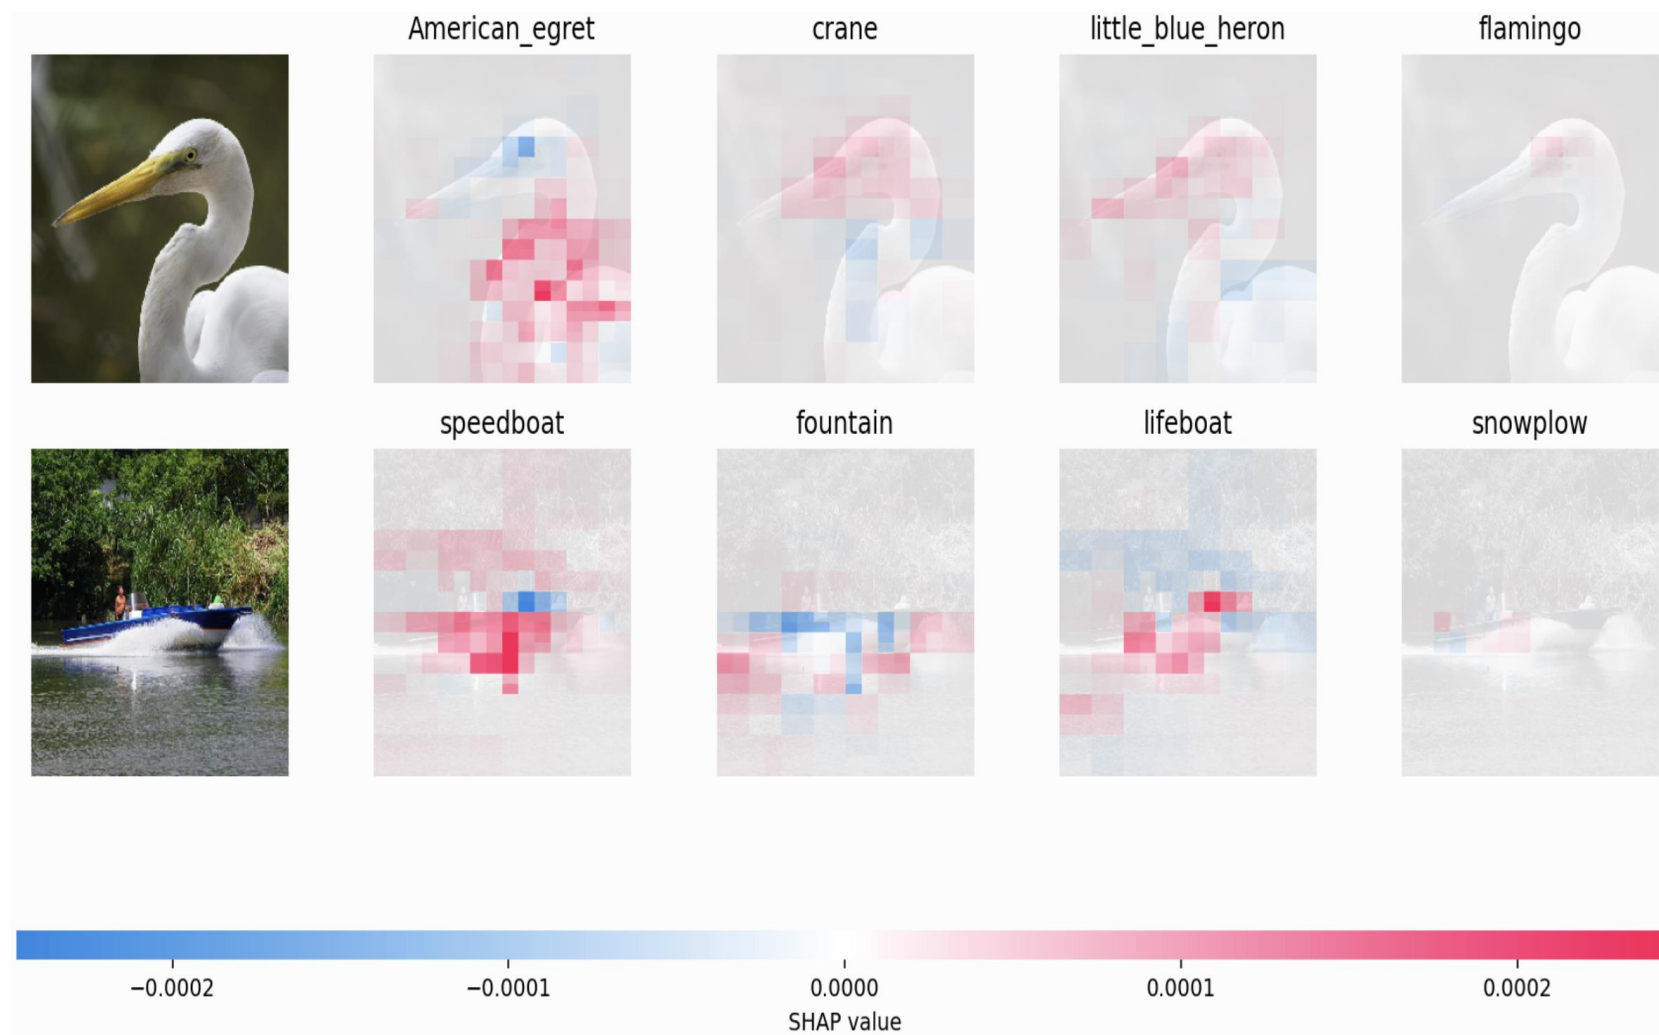 American_egret
crane
little_blue_heron
flamingo
speedboat
fountain
lifeboat
snowplow
−0.0002
−0.0001
0.0000
0.0001
0.0002
SHAP value